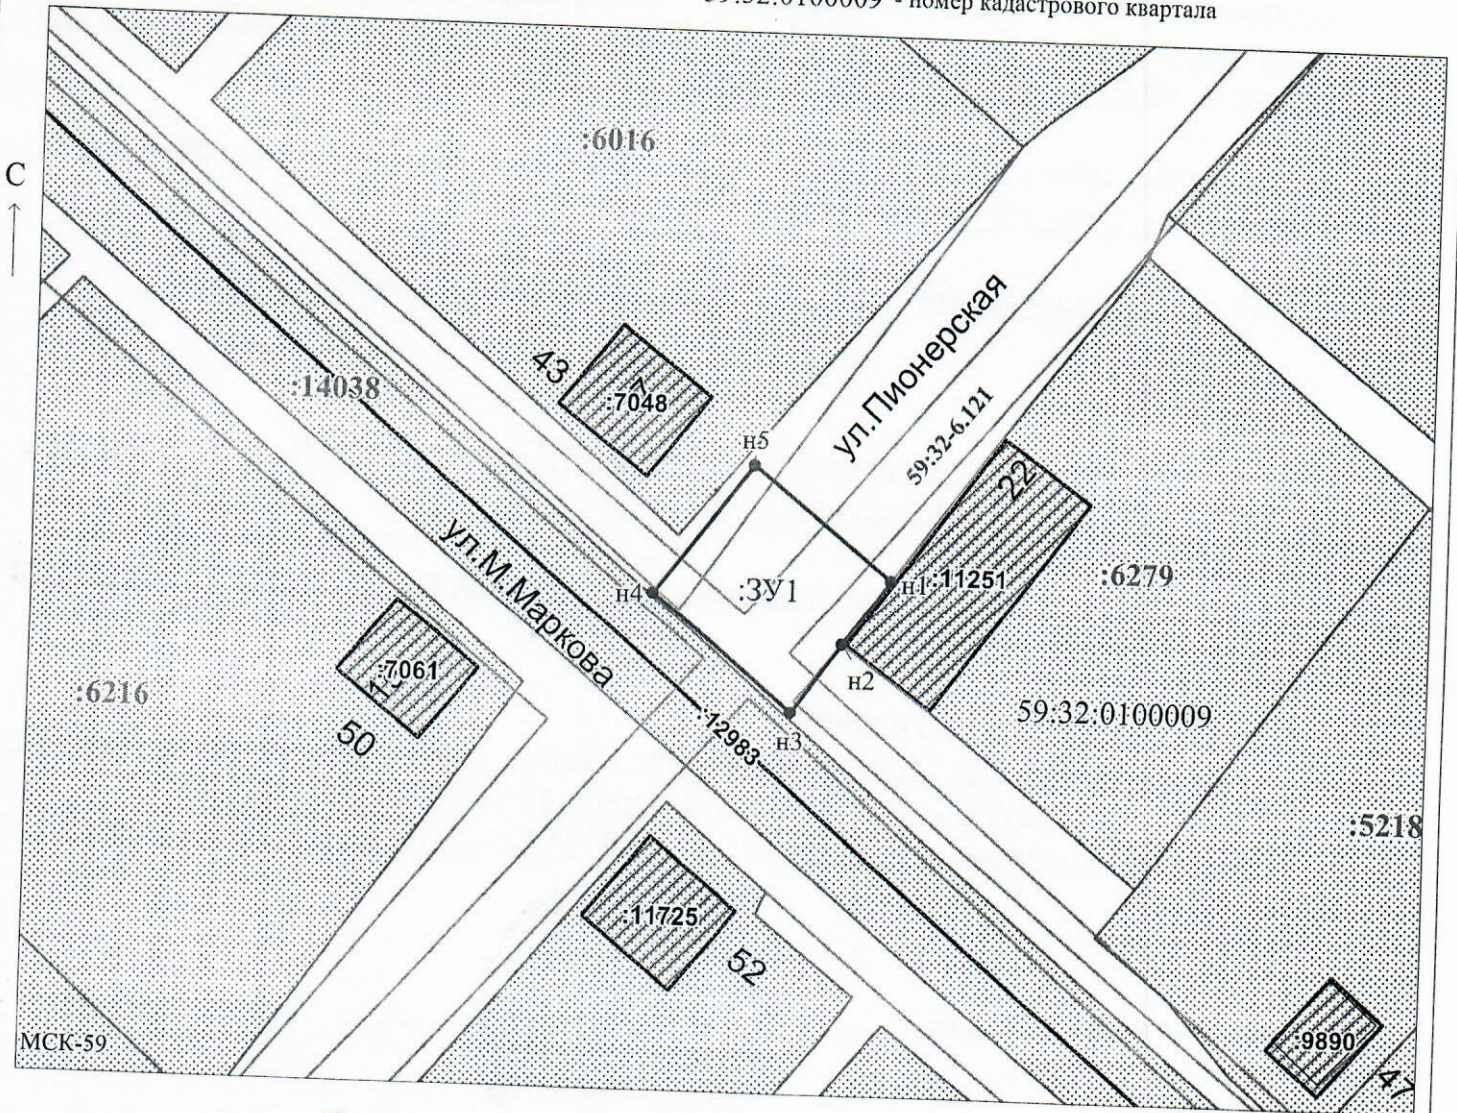 59:32:0100009 - номер кадастрового квартала
:6016
С
ул.Пионерская
43
:14038
:7048
59:32-6.121
н5
22
ул.М.Маркова
н4
:ЗУ1
н1
:11251
:6279
:7061
:6216
н2
50
:12983
н3
59:32:0100009
:5218
:11725
52
МСК-59
:9890
47